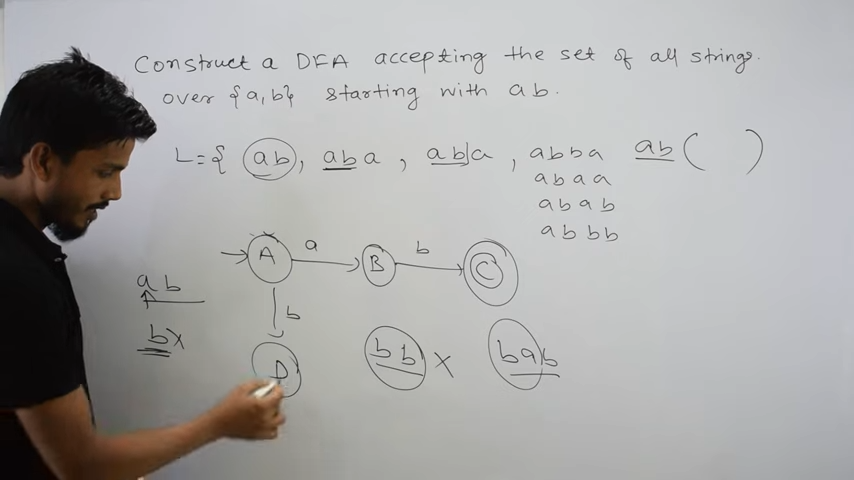 Construct a DFA accepting the set of all strings.
over {a,b} starting with ab.
L={ ab, aba, ab|a, abba ab( )
abaa
abab
abbb
A a B b C
ab
b
bx
D
bb x bab